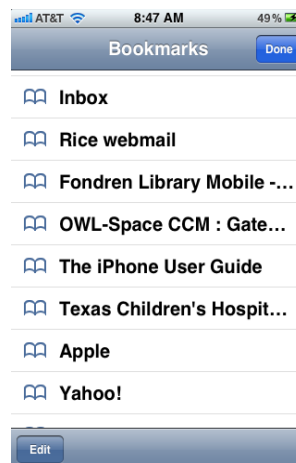 AT&T 8:47 AM 49%
Bookmarks Done
Inbox
Rice webmail
Fondren Library Mobile -...
OWL-Space CCM : Gate...
The iPhone User Guide
Texas Children's Hospit...
Apple
Yahoo!
Edit